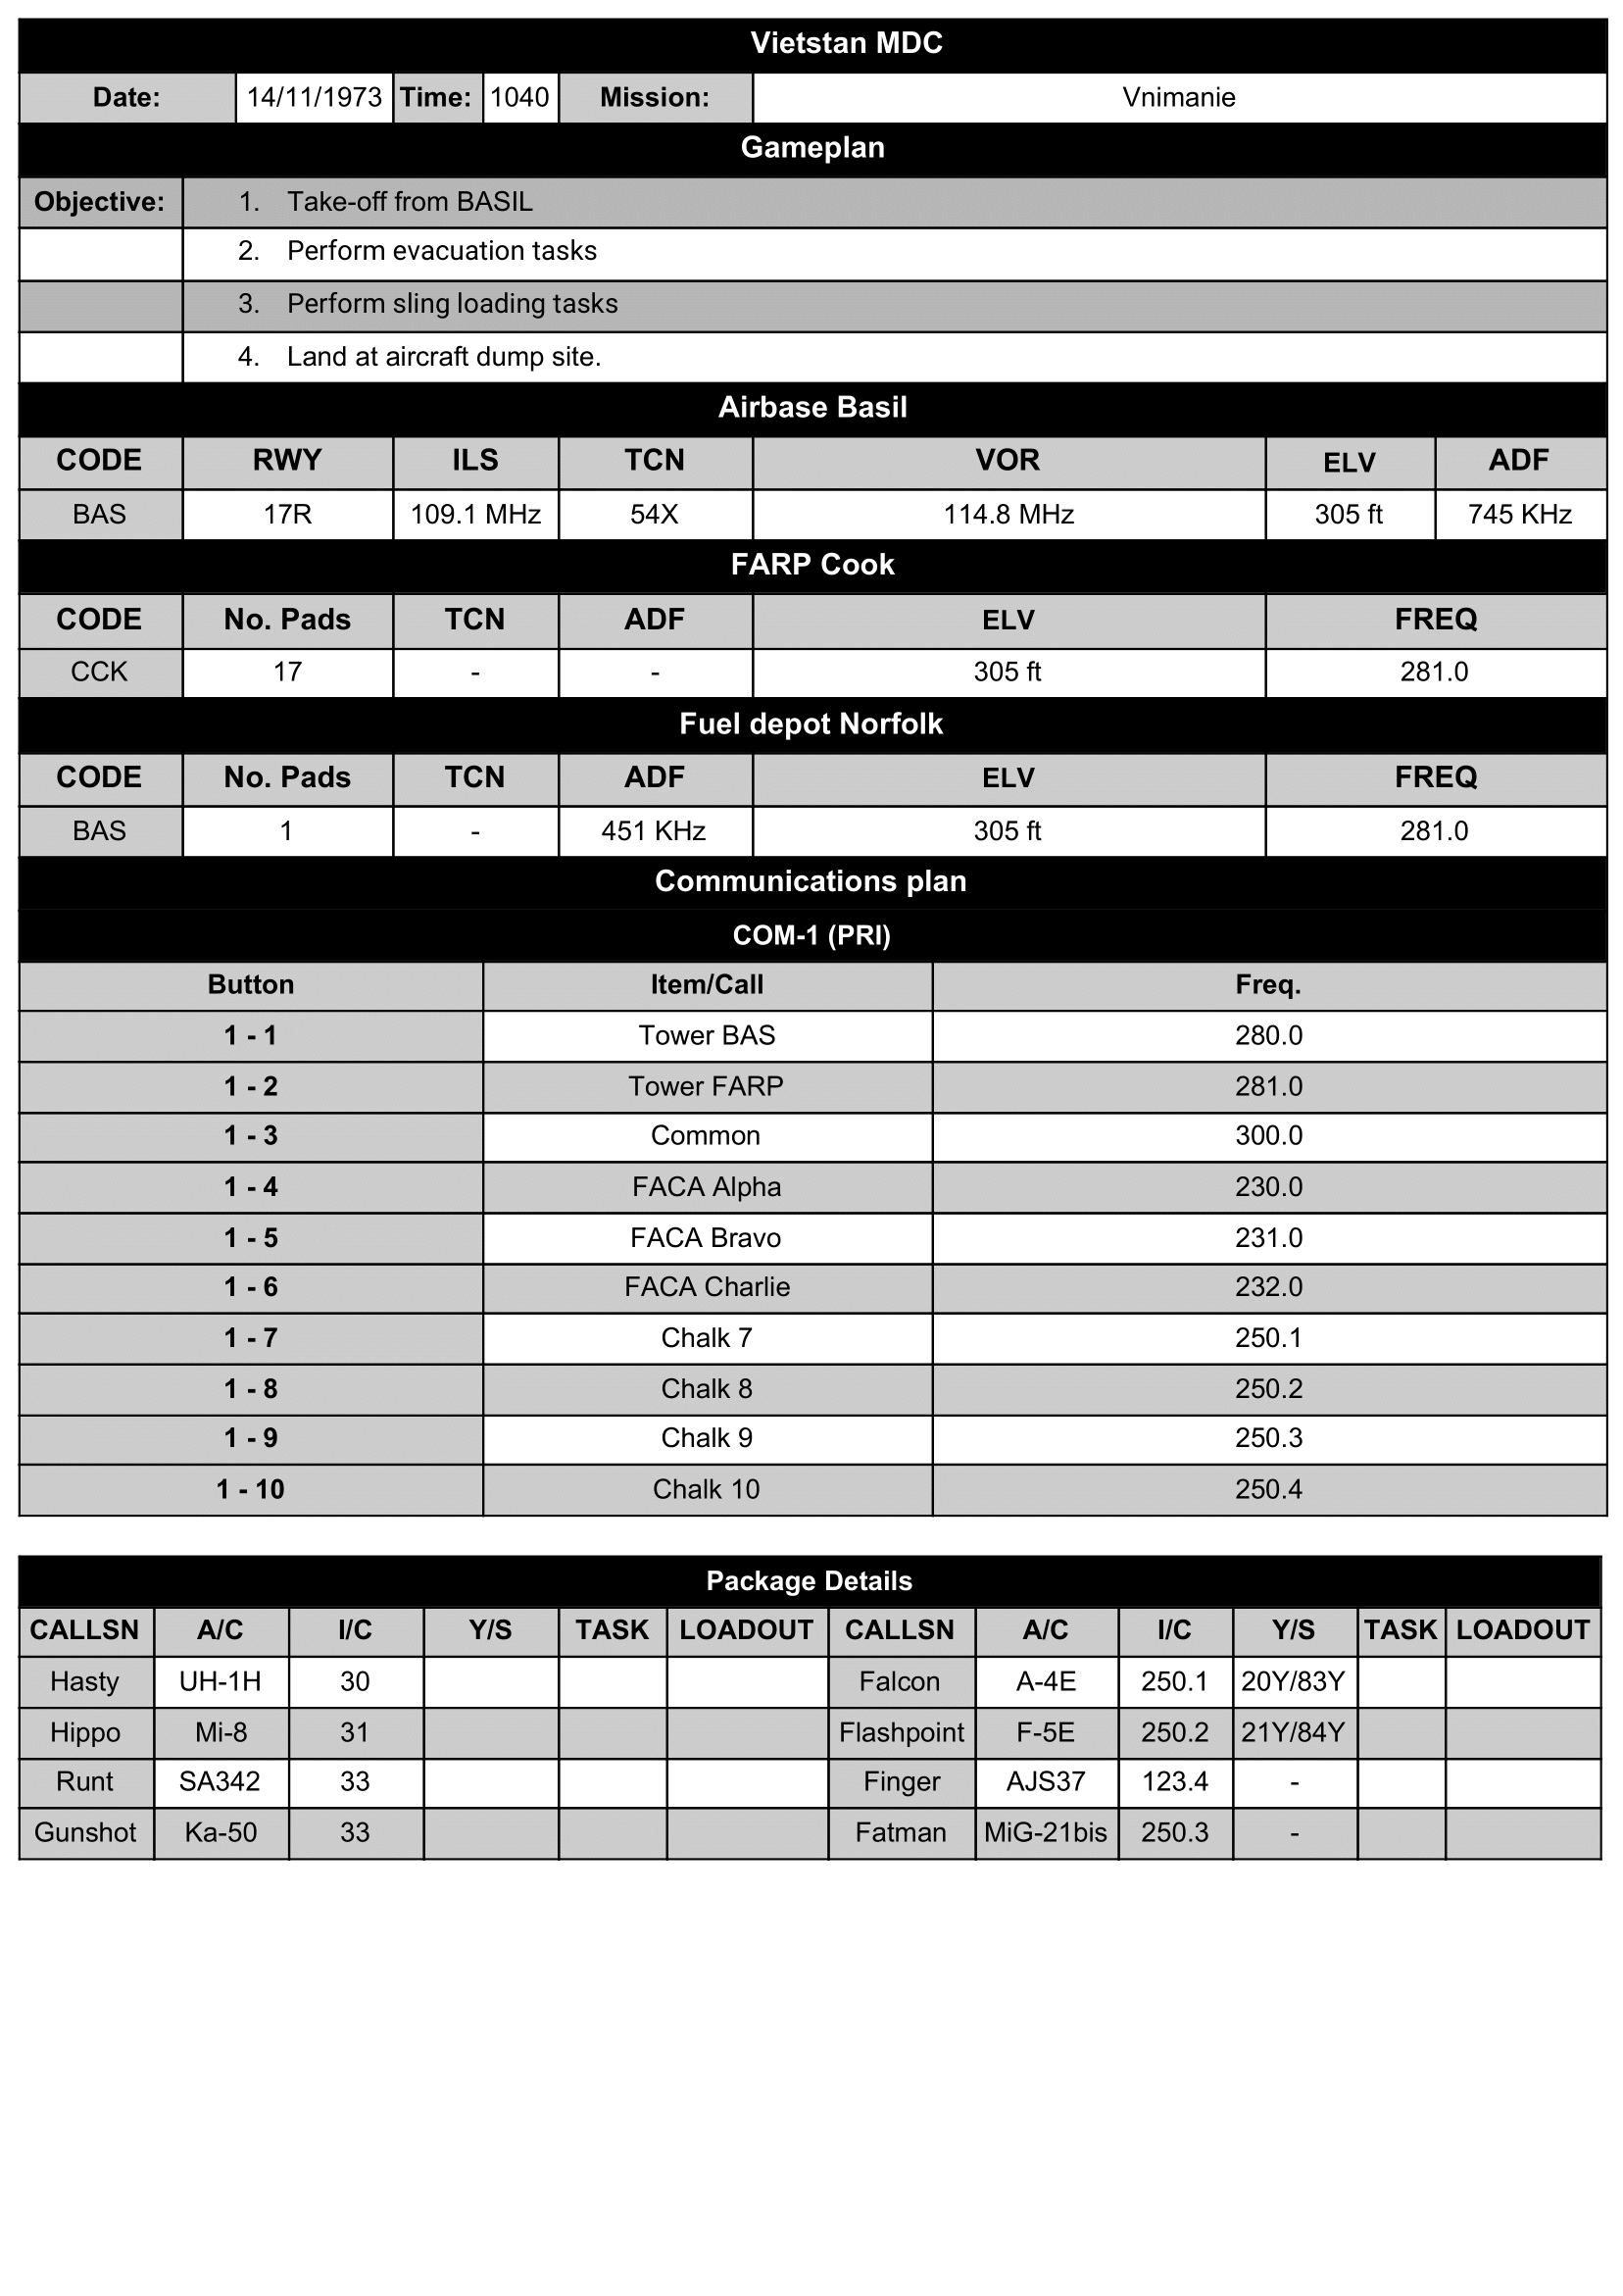 Vietstan MDC
Date: 14/11/1973 Time: 1040 Mission: Vnimanie
Gameplan
Objective: 1. Take-off from BASIL
2. Perform evacuation tasks
3. Perform sling loading tasks
4. Land at aircraft dump site.
Airbase Basil
CODE RWY ILS TCN VOR ELV ADF
BAS 17R 109.1 MHz 54X 114.8 MHz 305 ft 745 KHz
FARP Cook
CODE No. Pads TCN ADF ELV FREQ
CCK 17 - - 305 ft 281.0
Fuel depot Norfolk
CODE No. Pads TCN ADF ELV FREQ
BAS 1 - 451 KHz 305 ft 281.0
Communications plan
COM-1 (PRI)
Button Item/Call Freq.
1 - 1 Tower BAS 280.0
1 - 2 Tower FARP 281.0
1 - 3 Common 300.0
1 - 4 FACA Alpha 230.0
1 - 5 FACA Bravo 231.0
1 - 6 FACA Charlie 232.0
1 - 7 Chalk 7 250.1
1 - 8 Chalk 8 250.2
1 - 9 Chalk 9 250.3
1 - 10 Chalk 10 250.4
Package Details
CALLSN A/C I/C Y/S TASK LOADOUT CALLSN A/C I/C Y/S TASK LOADOUT
Hasty UH-1H 30 Falcon A-4E 250.1 20Y/83Y
Hippo Mi-8 31 Flashpoint F-5E 250.2 21Y/84Y
Runt SA342 33 Finger AJS37 123.4 -
Gunshot Ka-50 33 Fatman MiG-21bis 250.3 -